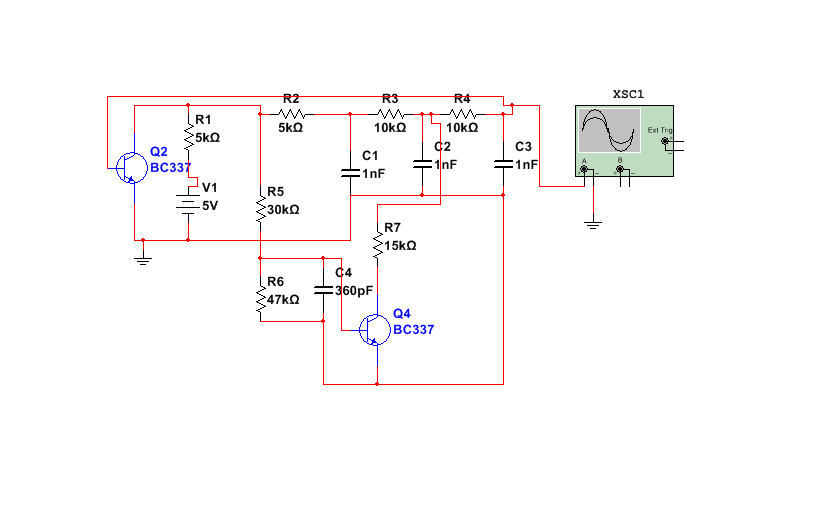 XSC1
R2
R3
R4
R1
5kΩ
5kΩ
10kΩ
10kΩ
Ext Trig
+
C2
C3
Q2
BC337
C1
1nF
1nF
1nF
A
B
V1
5V
R5
30kΩ
R7
15kΩ
R6
47kΩ
C4
360pF
Q4
BC337